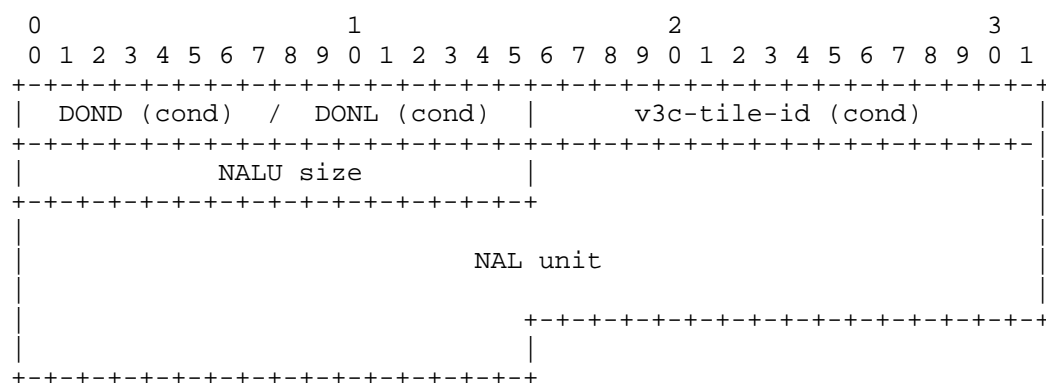 0                   1                   2                   3
 0 1 2 3 4 5 6 7 8 9 0 1 2 3 4 5 6 7 8 9 0 1 2 3 4 5 6 7 8 9 0 1
+-+-+-+-+-+-+-+-+-+-+-+-+-+-+-+-+-+-+-+-+-+-+-+-+-+-+-+-+-+-+-+-+
|  DOND (cond)  /  DONL (cond)  |      v3c-tile-id (cond)       |
+-+-+-+-+-+-+-+-+-+-+-+-+-+-+-+-+-+-+-+-+-+-+-+-+-+-+-+-+-+-+-+-|
|            NALU size          |                               |
+-+-+-+-+-+-+-+-+-+-+-+-+-+-+-+-+                               |
|                                                               |
|                            NAL unit                           |
|                                                               |
|                               +-+-+-+-+-+-+-+-+-+-+-+-+-+-+-+-+
|                               |
+-+-+-+-+-+-+-+-+-+-+-+-+-+-+-+-+